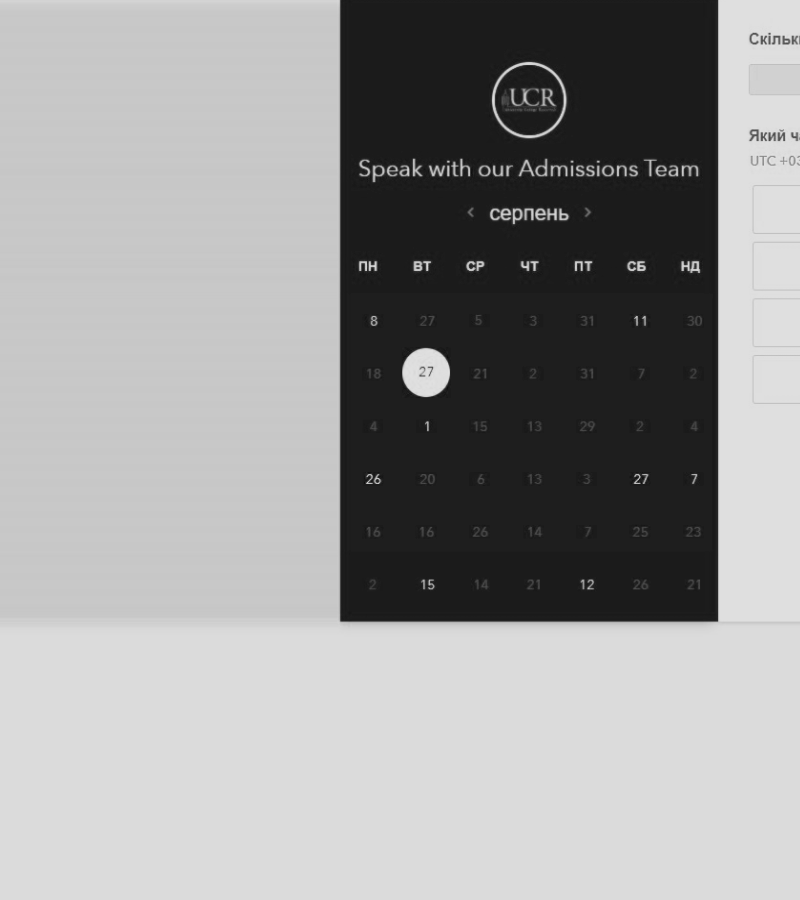 UCR
Speak with our Admissions Team
< серпень >
ПН ВТ СР ЧТ ПТ СБ НД
8 27 5 3 31 11 30
18 27 21 2 31 7 2
4 1 15 13 29 2 4
26 20 6 13 3 27 7
16 16 26 14 7 25 23
2 15 14 21 12 26 21
Скільк
Який ч
UTC +03